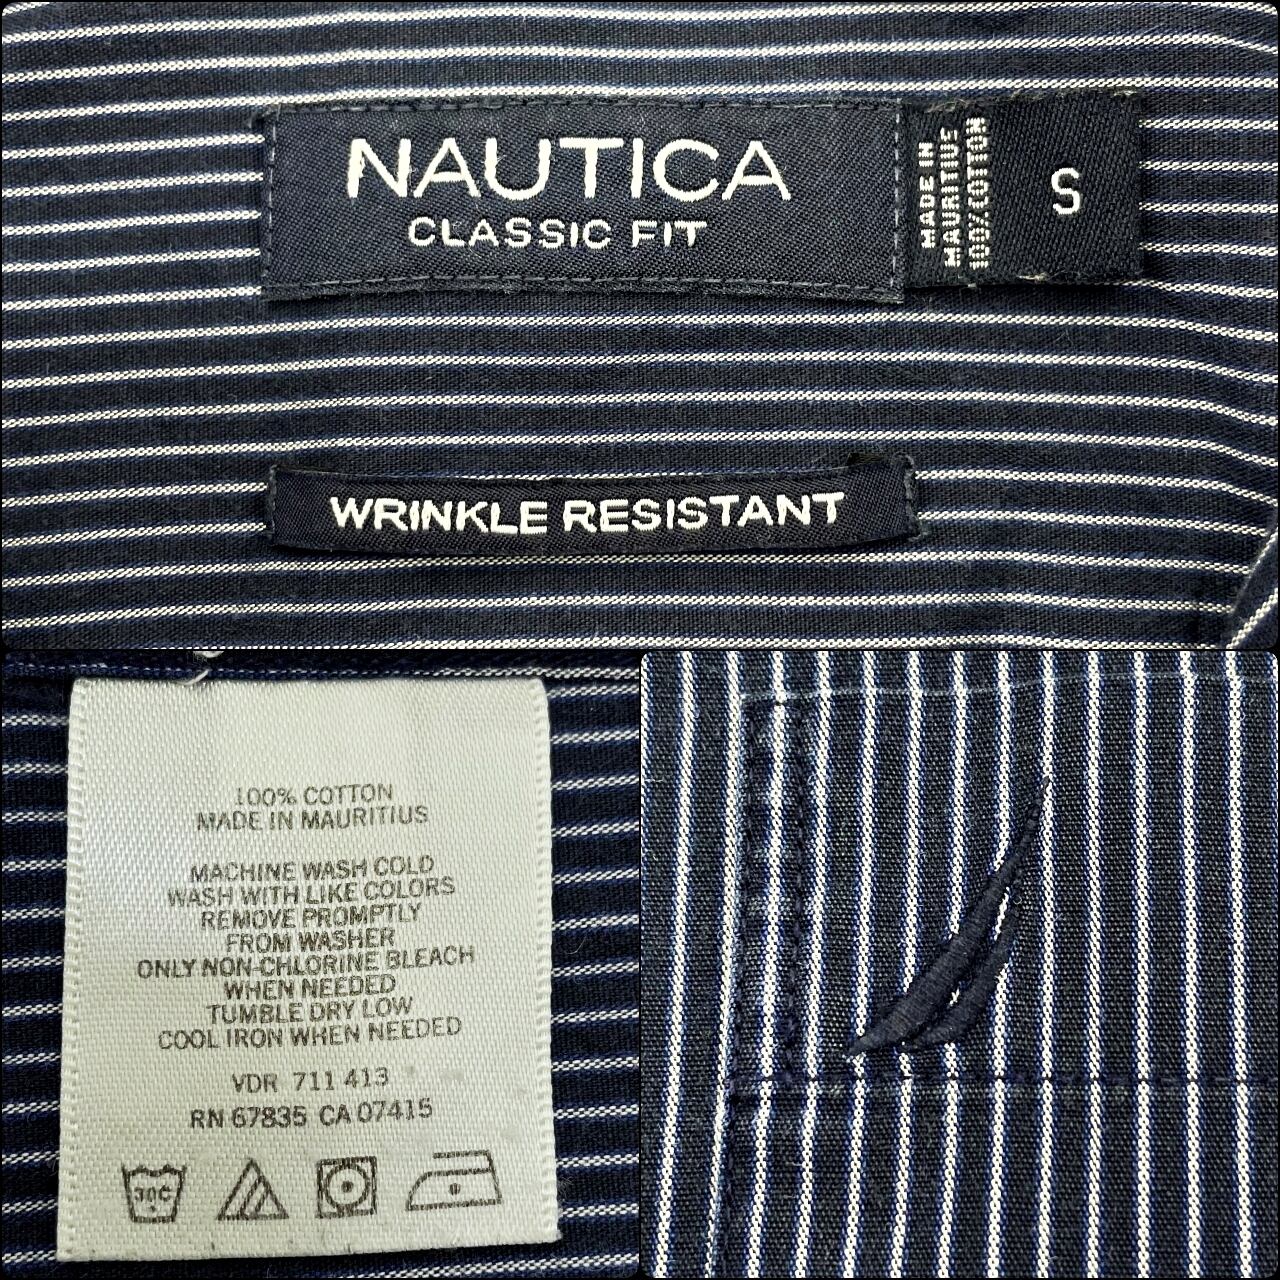 NAUTICA
CLASSIC FIT
MADE IN
MAURITIUS
100% COTTON
S
WRINKLE RESISTANT
100% COTTON
MADE IN MAURITIUS
MACHINE WASH COLD
WASH WITH LIKE COLORS
REMOVE PROMPTLY
FROM WASHER
ONLY NON-CHLORINE BLEACH
WHEN NEEDED
TUMBLE DRY LOW
COOL IRON WHEN NEEDED
VDR 711 413
RN 67835 CA 07415
30C